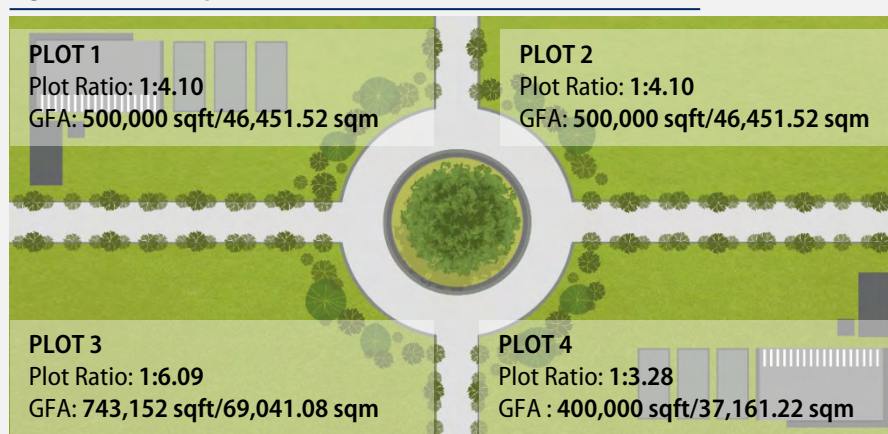 PLOT 1
Plot Ratio: 1:4.10
GFA: 500,000 sqft/46,451.52 sqm
PLOT 2
Plot Ratio: 1:4.10
GFA: 500,000 sqft/46,451.52 sqm
PLOT 3
Plot Ratio: 1:6.09
GFA: 743,152 sqft/69,041.08 sqm
PLOT 4
Plot Ratio: 1:3.28
GFA : 400,000 sqft/37,161.22 sqm